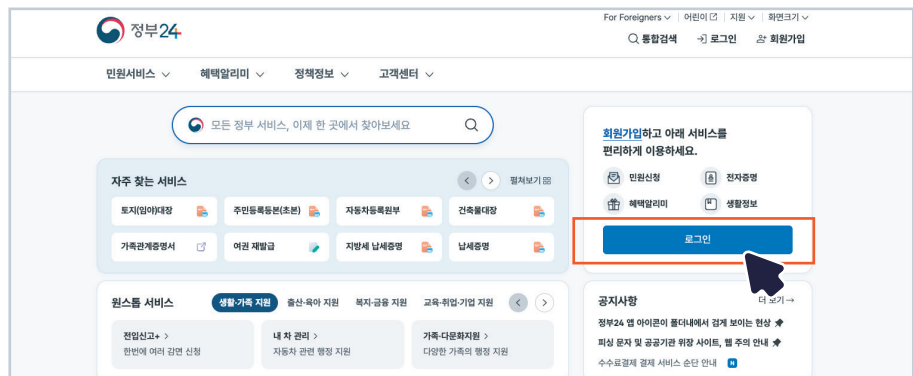 For Foreigners 어린이 지원 화면크기
정부24
통합검색 로그인 회원가입
민원서비스 혜택알리미 정책정보 고객센터
모든 정부 서비스, 이제 한 곳에서 찾아보세요
회원가입하고 아래 서비스를
편리하게 이용하세요.
민원신청 전자증명
혜택알리미 생활정보
로그인
자주 찾는 서비스 펼쳐보기
토지(임야)대장 주민등록등본(초본) 자동차등록원부 건축물대장
가족관계증명서 여권 재발급 지방세 납세증명 납세증명
원스톱 서비스 생활·가족 지원 출산·육아 지원 복지·금융 지원 교육·취업·기업 지원
전입신고+ 내 차 관리 가족·다문화지원
한번에 여러 감면 신청 자동차 관련 행정 지원 다양한 가족의 행정 지원
공지사항 더 보기
정부24 앱 아이콘이 폴더내에서 검게 보이는 현상
피싱 문자 및 공공기관 위장 사이트, 웹 주의 안내
수수료결제 결제 서비스 순단 안내 N